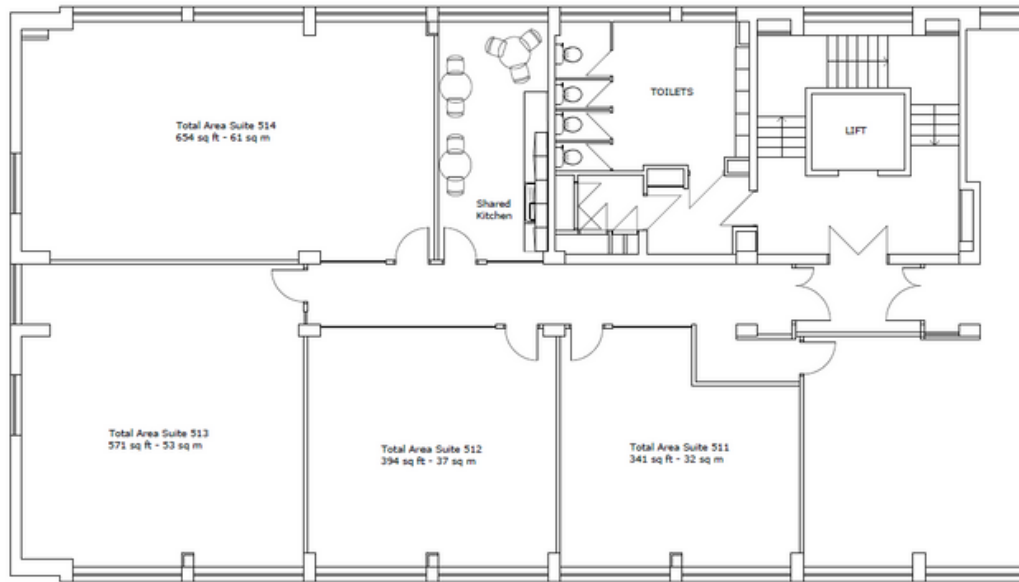 Total Area Suite 514
654 sq ft - 61 sq m
TOILETS
LIFT
Shared
Kitchen
Total Area Suite 513
571 sq ft - 53 sq m
Total Area Suite 512
394 sq ft - 37 sq m
Total Area Suite 511
341 sq ft - 32 sq m